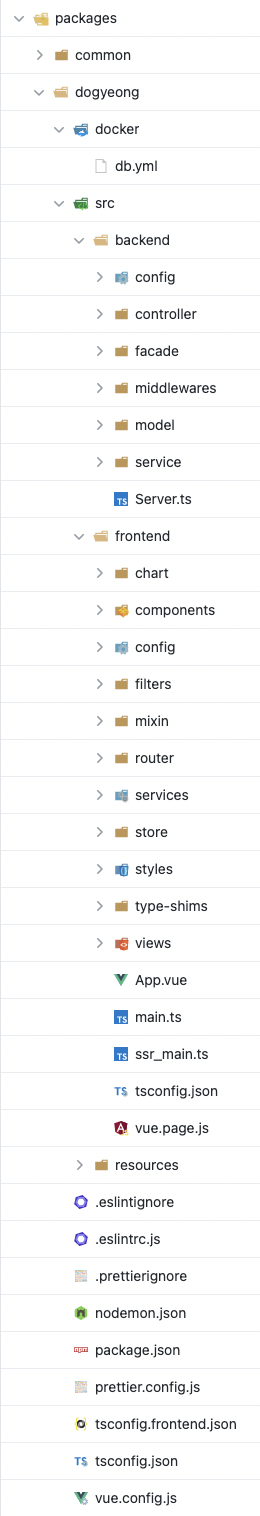 packages
common
dogyeong
docker
db.yml
src
backend
config
controller
facade
middlewares
model
service
Server.ts
frontend
chart
components
config
filters
mixin
router
services
store
styles
type-shims
views
App.vue
main.ts
ssr_main.ts
tsconfig.json
vue.page.js
resources
.eslintignore
.eslintrc.js
.prettierignore
nodemon.json
package.json
prettier.config.js
tsconfig.frontend.json
tsconfig.json
vue.config.js